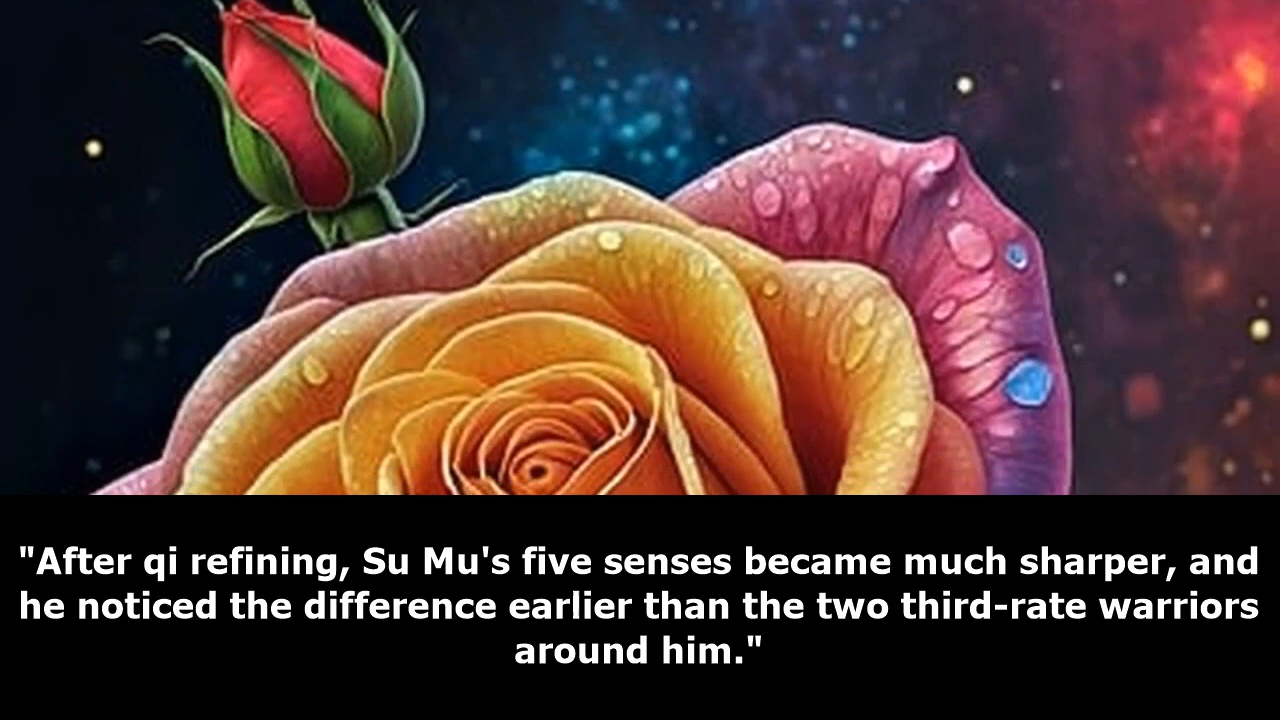 "After qi refining, Su Mu's five senses became much sharper, and
he noticed the difference earlier than the two third-rate warriors
around him."